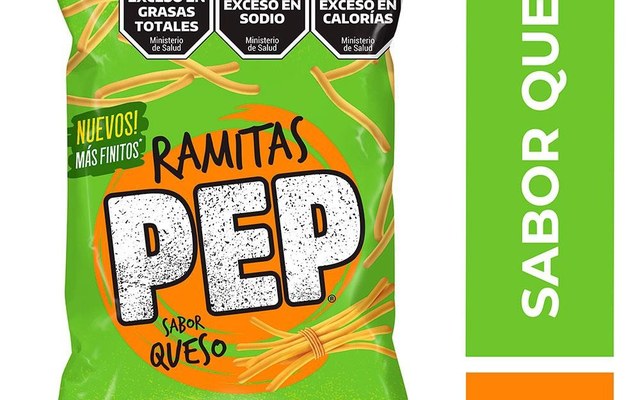 EXCESO EN
GRASAS
TOTALES
Ministerio
de Salud
EXCESO EN
SODIO
Ministerio
de Salud
EXCESO EN
CALORÍAS
Ministerio
de Salud
NUEVOS!
MÁS FINITOS*
RAMITAS
PEP®
SABOR
QUESO
SABOR QUE